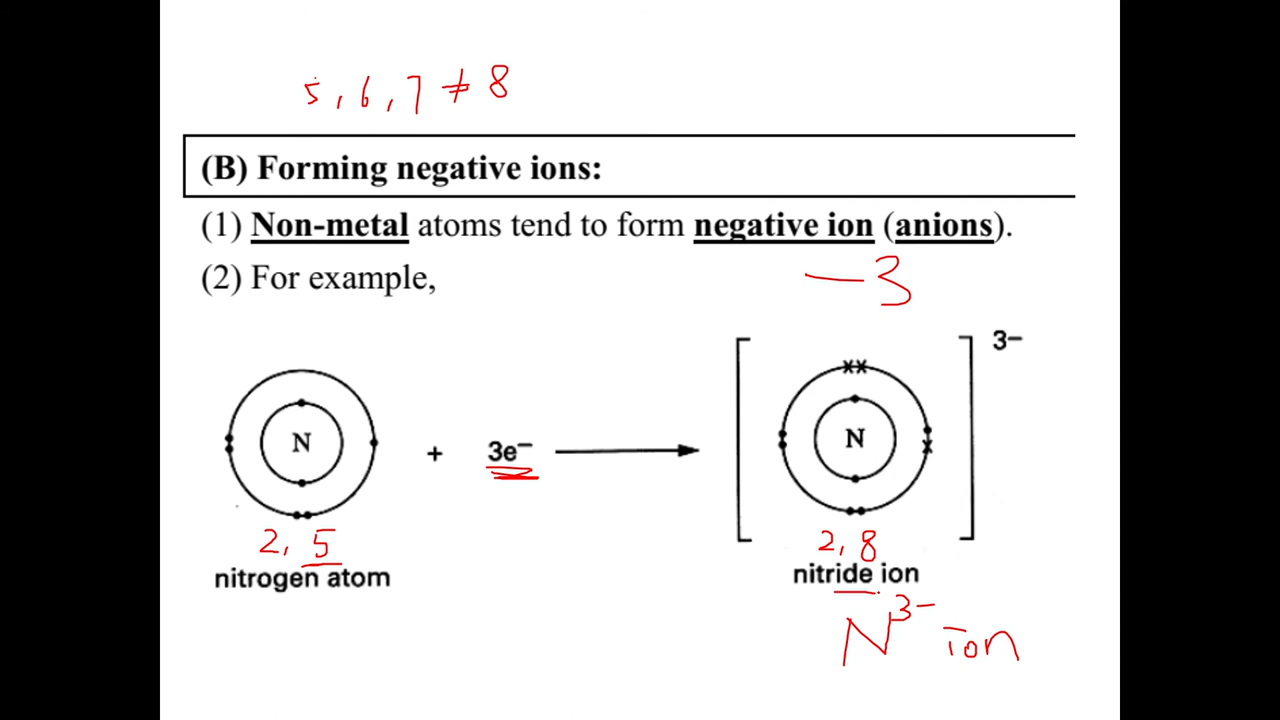 5, 6, 7 ≠ 8
(B) Forming negative ions:
(1) Non-metal atoms tend to form negative ion (anions).
(2) For example,
−3
3−
N + 3e⁻ N
2, 5 2, 8
nitrogen atom nitride ion
N³⁻ ion